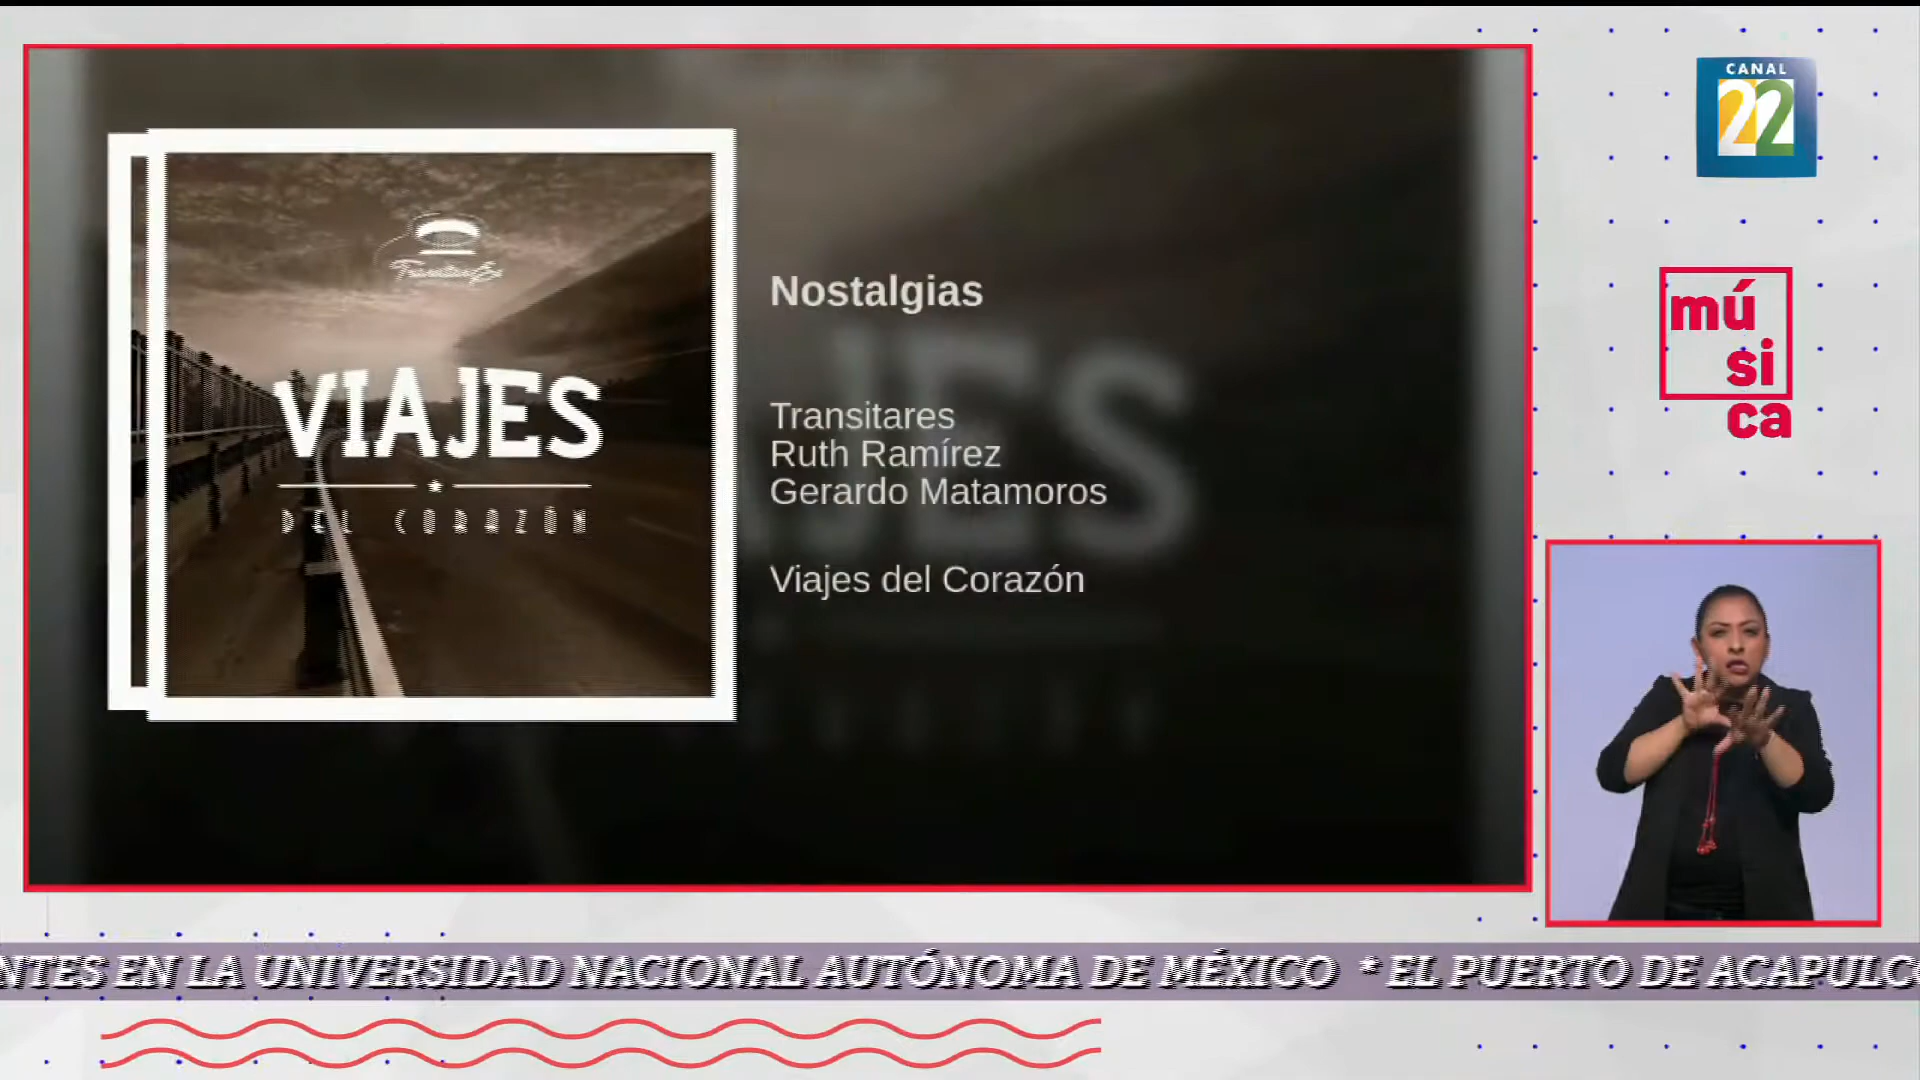 CANAL
22
mú
si
ca
Transitares
VIAJES
DEL CORAZÓN
Nostalgias
Transitares
Ruth Ramírez
Gerardo Matamoros
Viajes del Corazón
NTES EN LA UNIVERSIDAD NACIONAL AUTÓNOMA DE MÉXICO * EL PUERTO DE ACAPULC